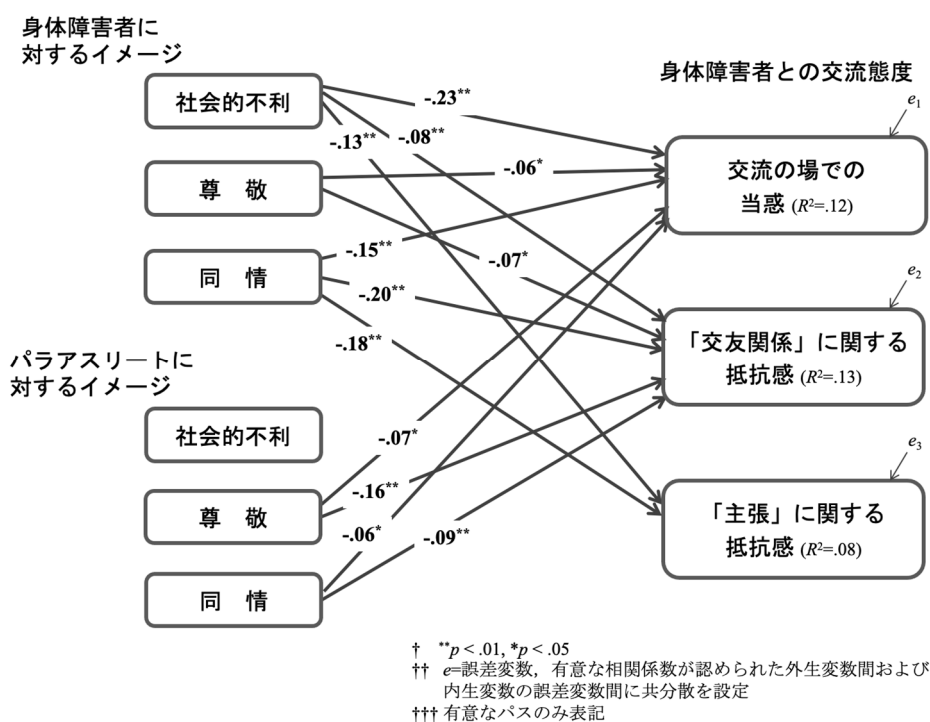 身体障害者に
対するイメージ
社会的不利
尊 敬
同 情
パラアスリートに
対するイメージ
社会的不利
尊 敬
同 情
-.23**
-.13**
-.08**
-.06*
-.15**
-.07*
-.20**
-.18**
-.07*
-.16**
-.06*
-.09**
身体障害者との交流態度
e1
交流の場での
当惑 (R²=.12)
e2
「交友関係」に関する
抵抗感 (R²=.13)
e3
「主張」に関する
抵抗感 (R²=.08)
† **p < .01, *p < .05
†† e=誤差変数，有意な相関係数が認められた外生変数間および
内生変数の誤差変数間に共分散を設定
††† 有意なパスのみ表記